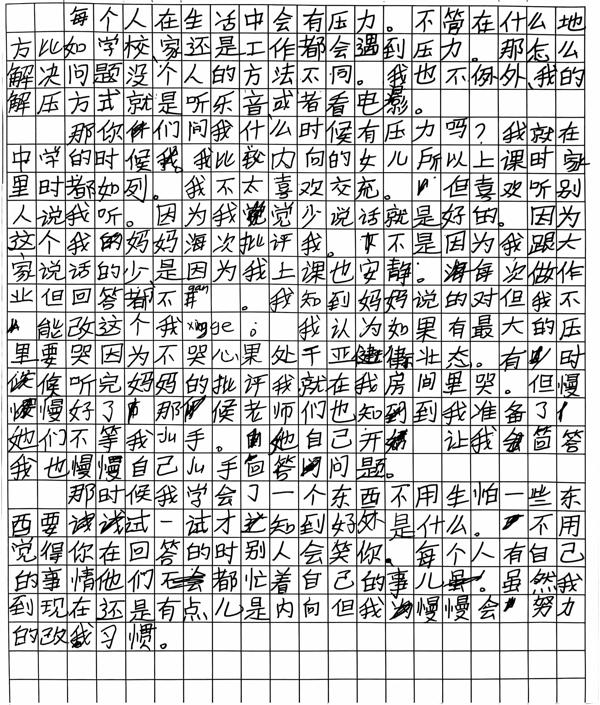 每个人在生活中会有压力。不管在什么地
方比如学校、家还是工作都会遇到压力。那怎么
解决问题没个人的方法不同。我也不例外、我的
解压方式就是听乐音或者看电影。
那你们问我什么时候有压力吗？我就在
中学的时候我比较内向的女儿所以上课时家
里时都如列。我不太喜欢交充。但喜欢听别
人说我听。因为我觉少说话就是好的。因为
这个我的妈妈海次批评我。不是因为我跟大
家说话的少是因为我上课也安静。每次做作
业但回答都不gan。我知到妈妈说的对但我不
能改这个我xingge。我认为如果有最大的压
里要哭因为不哭心果处于亚健康壮态。有时
候候听完妈妈的批评我就在我房间里哭。但慢
慢好了那候老师们也知到到我准备了
她们不等我手。她自己开始让我回答
我也慢慢自己手回答问题。
那时候我学会了一个东西不用生怕一些东
西要试一试才知到好外是什么。不用
觉得你在回答的时别人会笑你。每个人有自己
的事情他们都忙着自己的事儿。虽然我
到现在还是有点儿是内向但我慢慢会努力
的改我习惯。